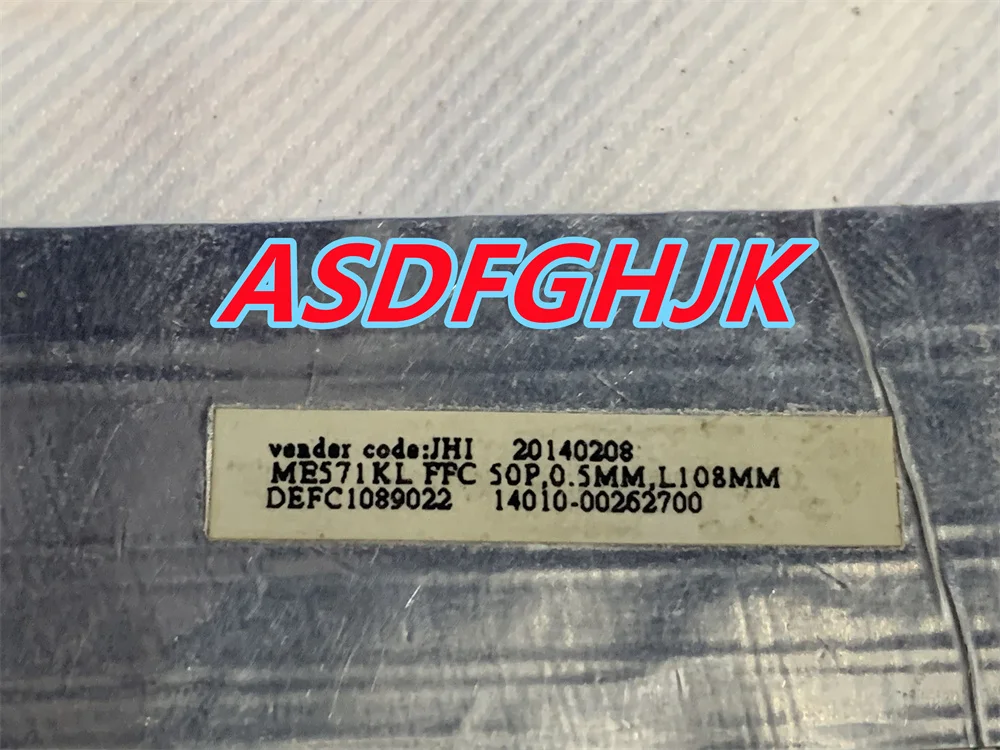 ASDFGHJK
vender code:JHI 20140208
ME571KL FFC 50P,0.5MM,L108MM
DEFC1089022 14010-00262700